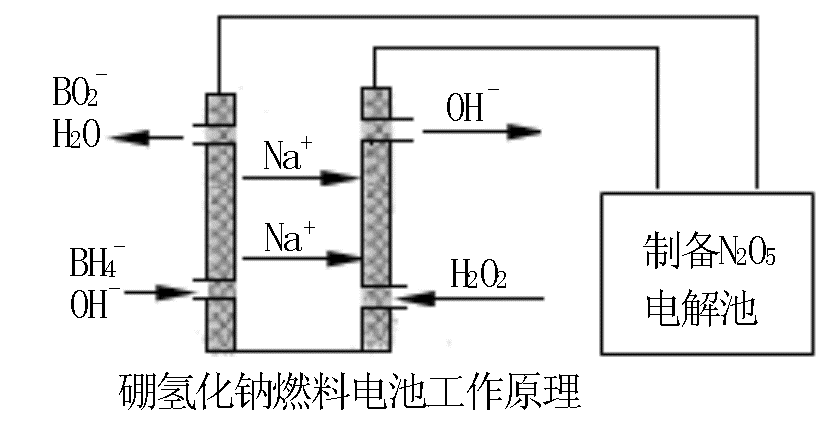 BO₂⁻
H₂O
BH₄⁻
OH⁻
Na⁺
Na⁺
OH⁻
H₂O₂
制备N₂O₅
电解池
硼氢化钠燃料电池工作原理